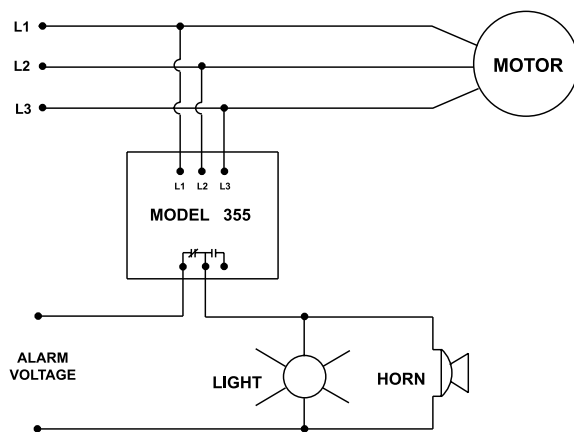 L1
L2
L3
MOTOR
L1 L2 L3
MODEL 355
ALARM
VOLTAGE
LIGHT
HORN